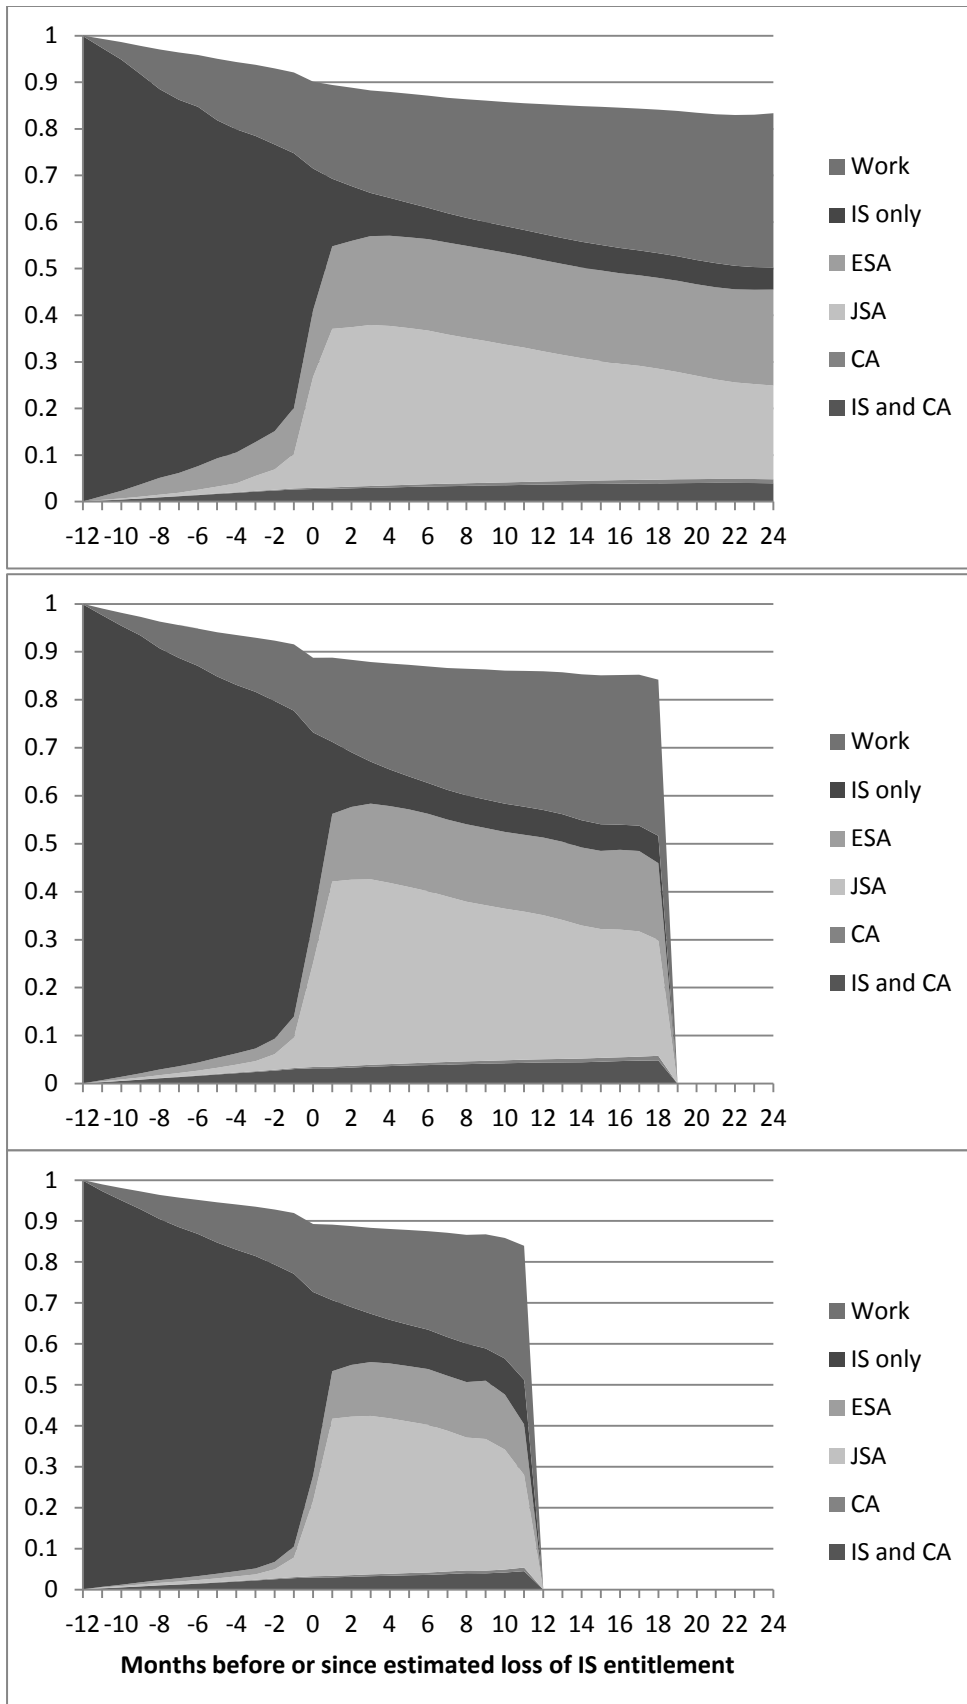 1
0.9
0.8
0.7
0.6
0.5
0.4
0.3
0.2
0.1
0
-12 -10 -8 -6 -4 -2 0 2 4 6 8 10 12 14 16 18 20 22 24
Work
IS only
ESA
JSA
CA
IS and CA
1
0.9
0.8
0.7
0.6
0.5
0.4
0.3
0.2
0.1
0
-12 -10 -8 -6 -4 -2 0 2 4 6 8 10 12 14 16 18 20 22 24
Work
IS only
ESA
JSA
CA
IS and CA
1
0.9
0.8
0.7
0.6
0.5
0.4
0.3
0.2
0.1
0
-12 -10 -8 -6 -4 -2 0 2 4 6 8 10 12 14 16 18 20 22 24
Months before or since estimated loss of IS entitlement
Work
IS only
ESA
JSA
CA
IS and CA